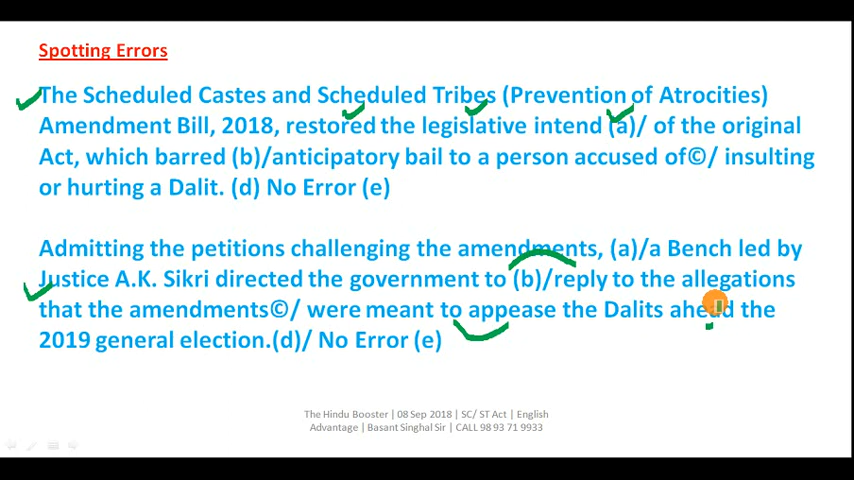 Spotting Errors
The Scheduled Castes and Scheduled Tribes (Prevention of Atrocities)
Amendment Bill, 2018, restored the legislative intend (a)/ of the original
Act, which barred (b)/anticipatory bail to a person accused of©/ insulting
or hurting a Dalit. (d) No Error (e)
Admitting the petitions challenging the amendments, (a)/a Bench led by
Justice A.K. Sikri directed the government to (b)/reply to the allegations
that the amendments©/ were meant to appease the Dalits ahead the
2019 general election.(d)/ No Error (e)
The Hindu Booster | 08 Sep 2018 | SC/ ST Act | English
Advantage | Basant Singhal Sir | CALL 98 93 71 9933